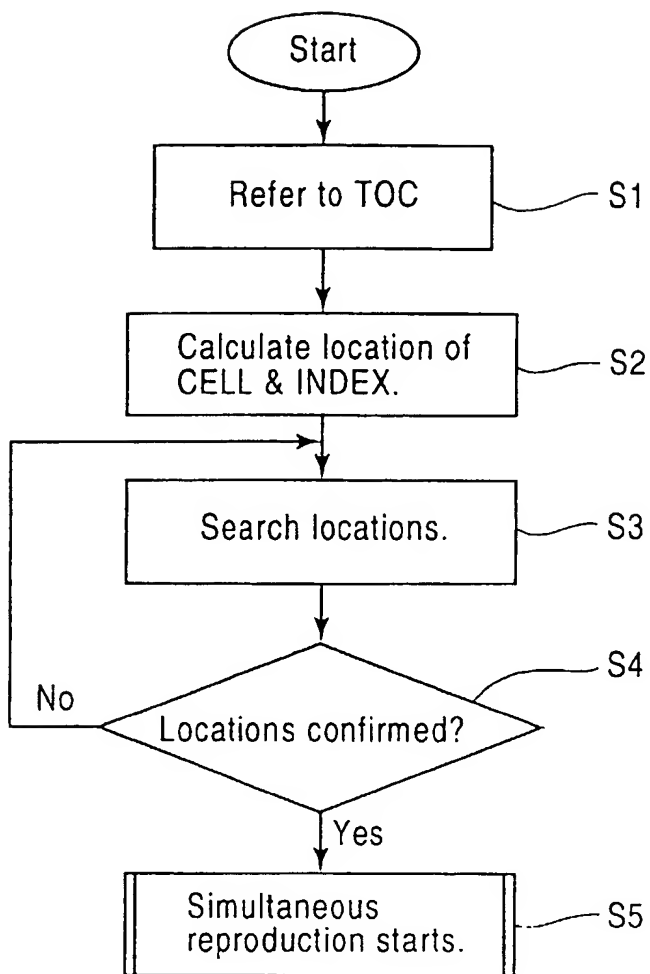 Start
Refer to TOC
S1
Calculate location of
CELL & INDEX.
S2
Search locations.
S3
S4
No
Locations confirmed?
Yes
Simultaneous
reproduction starts.
S5